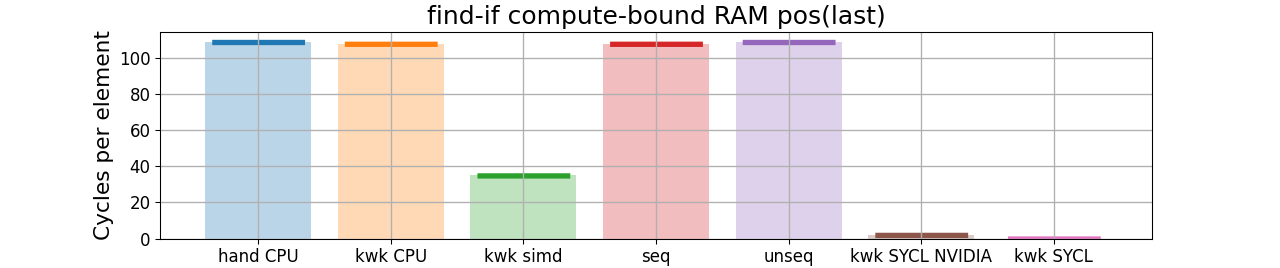 find-if compute-bound RAM pos(last)
Cycles per element
100
80
60
40
20
0
hand CPU
kwk CPU
kwk simd
seq
unseq
kwk SYCL NVIDIA
kwk SYCL